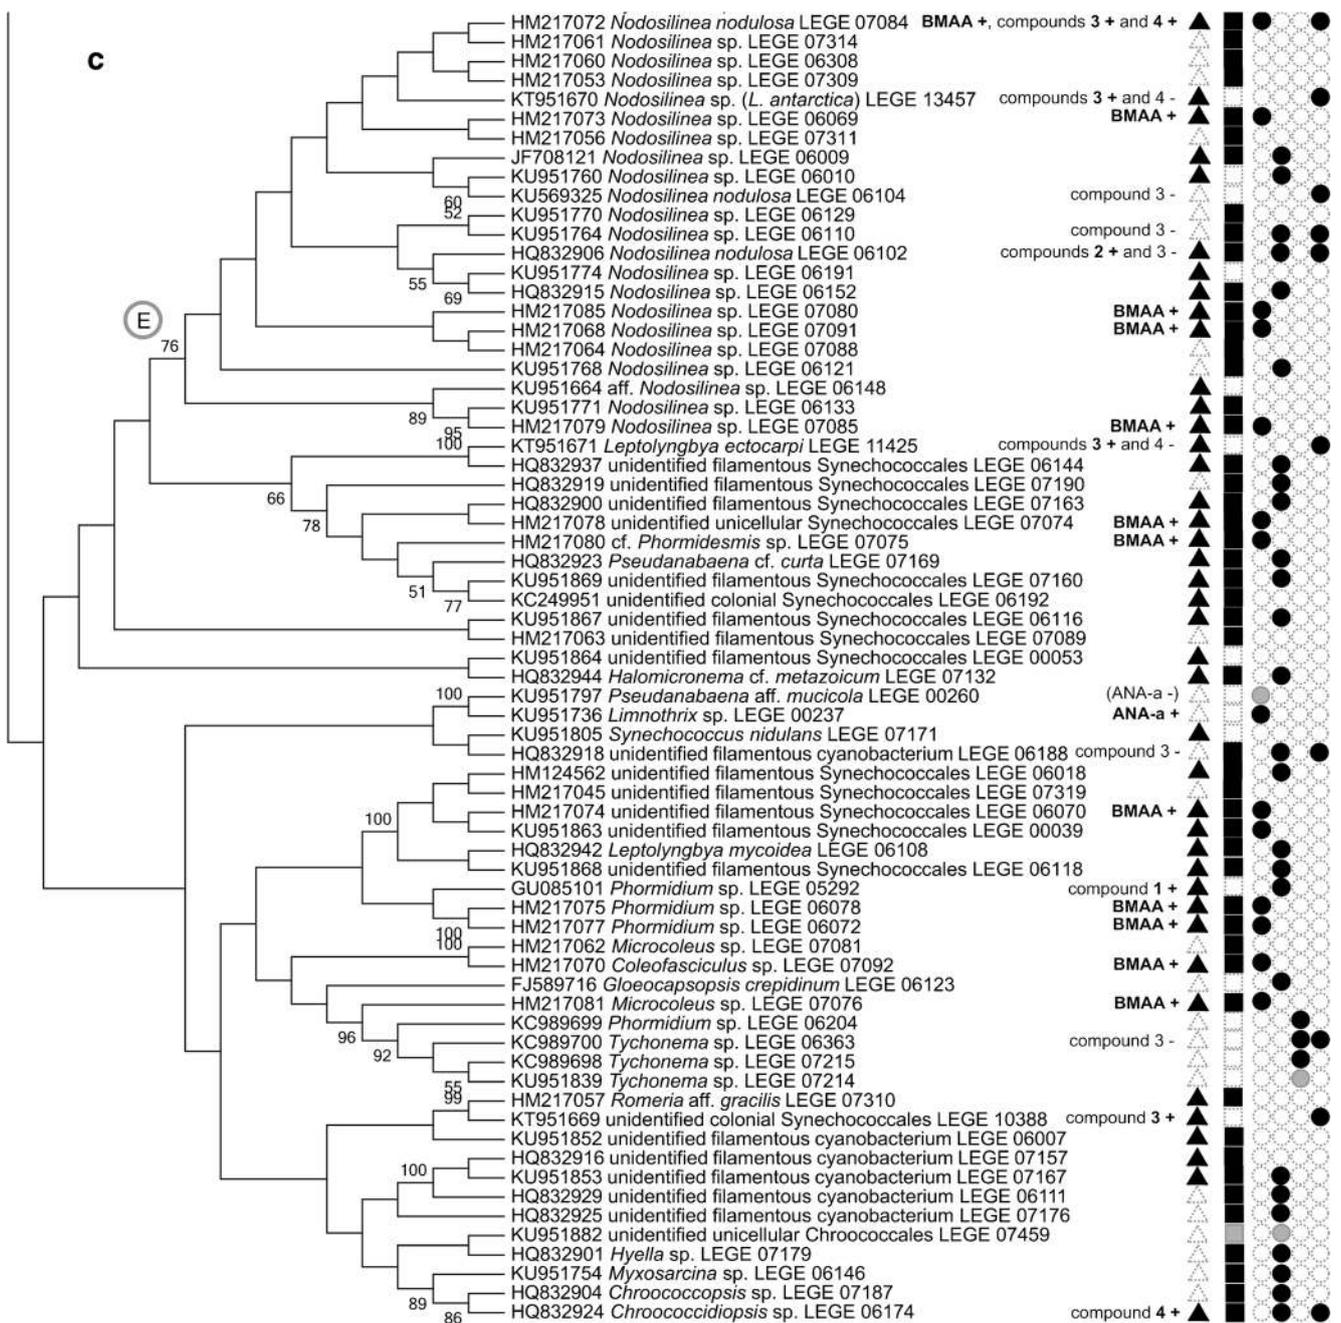 c
HM217072 Nodosilinea nodulosa LEGE 07084 BMAA +, compounds 3 + and 4 +
HM217061 Nodosilinea sp. LEGE 07314
HM217060 Nodosilinea sp. LEGE 06308
HM217053 Nodosilinea sp. LEGE 07309
KT951670 Nodosilinea sp. (L. antarctica) LEGE 13457 compounds 3 + and 4 -
HM217073 Nodosilinea sp. LEGE 06069 BMAA +
HM217056 Nodosilinea sp. LEGE 07311
JF708121 Nodosilinea sp. LEGE 06009
KU951760 Nodosilinea sp. LEGE 06010
KU569325 Nodosilinea nodulosa LEGE 06104 compound 3 -
60
52
KU951770 Nodosilinea sp. LEGE 06129
KU951764 Nodosilinea sp. LEGE 06110 compound 3 -
HQ832906 Nodosilinea nodulosa LEGE 06102 compounds 2 + and 3 -
KU951774 Nodosilinea sp. LEGE 06191
55
HQ832915 Nodosilinea sp. LEGE 06152
69
HM217085 Nodosilinea sp. LEGE 07080 BMAA +
E
HM217068 Nodosilinea sp. LEGE 07091 BMAA +
76
HM217064 Nodosilinea sp. LEGE 07088
KU951768 Nodosilinea sp. LEGE 06121
KU951664 aff. Nodosilinea sp. LEGE 06148
KU951771 Nodosilinea sp. LEGE 06133
89
HM217079 Nodosilinea sp. LEGE 07085 BMAA +
95
100
KT951671 Leptolyngbya ectocarpi LEGE 11425 compounds 3 + and 4 -
HQ832937 unidentified filamentous Synechococcales LEGE 06144
HQ832919 unidentified filamentous Synechococcales LEGE 07190
66
HQ832900 unidentified filamentous Synechococcales LEGE 07163
78
HM217078 unidentified unicellular Synechococcales LEGE 07074 BMAA +
HM217080 cf. Phormidesmis sp. LEGE 07075 BMAA +
HQ832923 Pseudanabaena cf. curta LEGE 07169
KU951869 unidentified filamentous Synechococcales LEGE 07160
51
KC249951 unidentified colonial Synechococcales LEGE 06192
77
KU951867 unidentified filamentous Synechococcales LEGE 06116
HM217063 unidentified filamentous Synechococcales LEGE 07089
KU951864 unidentified filamentous Synechococcales LEGE 00053
HQ832944 Halomicronema cf. metazoicum LEGE 07132
100
KU951797 Pseudanabaena aff. mucicola LEGE 00260 (ANA-a -)
KU951736 Limnothrix sp. LEGE 00237 ANA-a +
KU951805 Synechococcus nidulans LEGE 07171
HQ832918 unidentified filamentous cyanobacterium LEGE 06188 compound 3 -
HM124562 unidentified filamentous Synechococcales LEGE 06018
HM217045 unidentified filamentous Synechococcales LEGE 07319
HM217074 unidentified filamentous Synechococcales LEGE 06070 BMAA +
100
KU951863 unidentified filamentous Synechococcales LEGE 00039
HQ832942 Leptolyngbya mycoidea LEGE 06108
KU951868 unidentified filamentous Synechococcales LEGE 06118
GU085101 Phormidium sp. LEGE 05292 compound 1 +
HM217075 Phormidium sp. LEGE 06078 BMAA +
HM217077 Phormidium sp. LEGE 06072 BMAA +
100
100
HM217062 Microcoleus sp. LEGE 07081
HM217070 Coleofasciculus sp. LEGE 07092 BMAA +
FJ589716 Gloeocapsopsis crepidinum LEGE 06123
HM217081 Microcoleus sp. LEGE 07076 BMAA +
KC989699 Phormidium sp. LEGE 06204
96
KC989700 Tychonema sp. LEGE 06363 compound 3 -
92
KC989698 Tychonema sp. LEGE 07215
KU951839 Tychonema sp. LEGE 07214
55
99
HM217057 Romeria aff. gracilis LEGE 07310
KT951669 unidentified colonial Synechococcales LEGE 10388 compound 3 +
KU951852 unidentified filamentous cyanobacterium LEGE 06007
HQ832916 unidentified filamentous cyanobacterium LEGE 07157
100
KU951853 unidentified filamentous cyanobacterium LEGE 07167
HQ832929 unidentified filamentous cyanobacterium LEGE 06111
HQ832925 unidentified filamentous cyanobacterium LEGE 07176
KU951882 unidentified unicellular Chroococcales LEGE 07459
HQ832901 Hyella sp. LEGE 07179
KU951754 Myxosarcina sp. LEGE 06146
HQ832904 Chroococcopsis sp. LEGE 07187
89
HQ832924 Chroococcidiopsis sp. LEGE 06174 compound 4 +
86